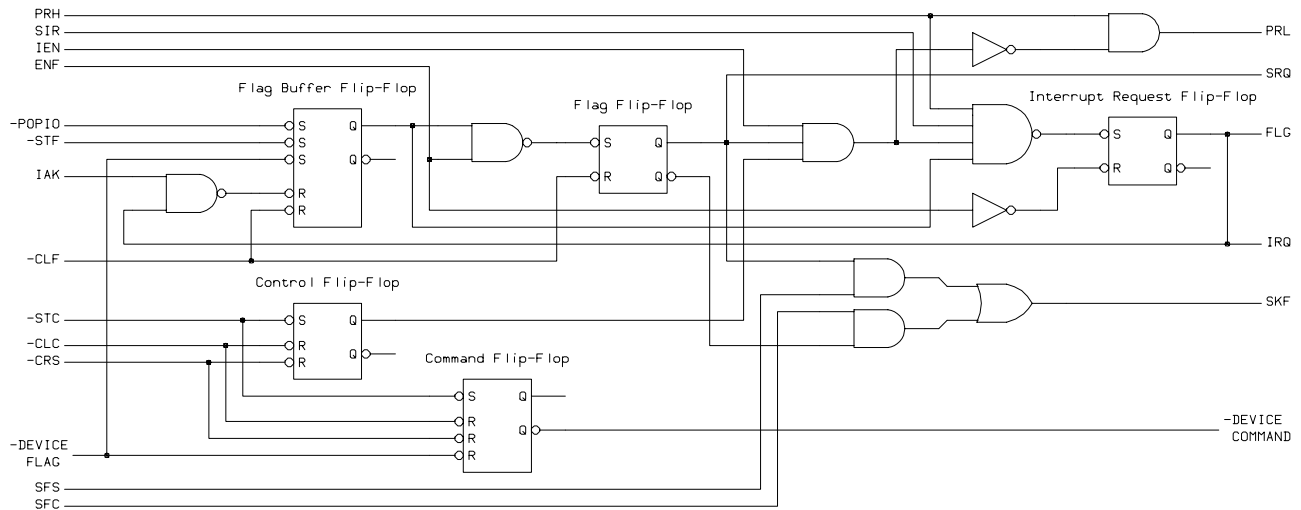 PRH
SIR
IEN
ENF
PRL
SRQ
Flag Buffer Flip-Flop
Flag Flip-Flop
Interrupt Request Flip-Flop
-POPIO
-STF
S Q
S
S Q
R
R
S Q
R Q
S Q
R Q
FLG
IAK
IRQ
-CLF
Control Flip-Flop
-STC
-CLC
-CRS
S Q
R
R Q
SKF
Command Flip-Flop
S Q
R
R Q
R
-DEVICE
FLAG
-DEVICE
COMMAND
SFS
SFC